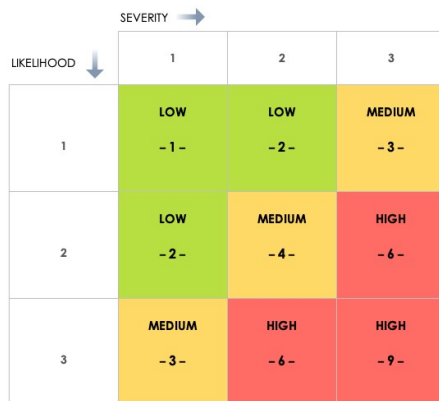 SEVERITY
LIKELIHOOD
1 2 3
LOW LOW MEDIUM
1
– 1 – – 2 – – 3 –
LOW MEDIUM HIGH
2
– 2 – – 4 – – 6 –
MEDIUM HIGH HIGH
3
– 3 – – 6 – – 9 –